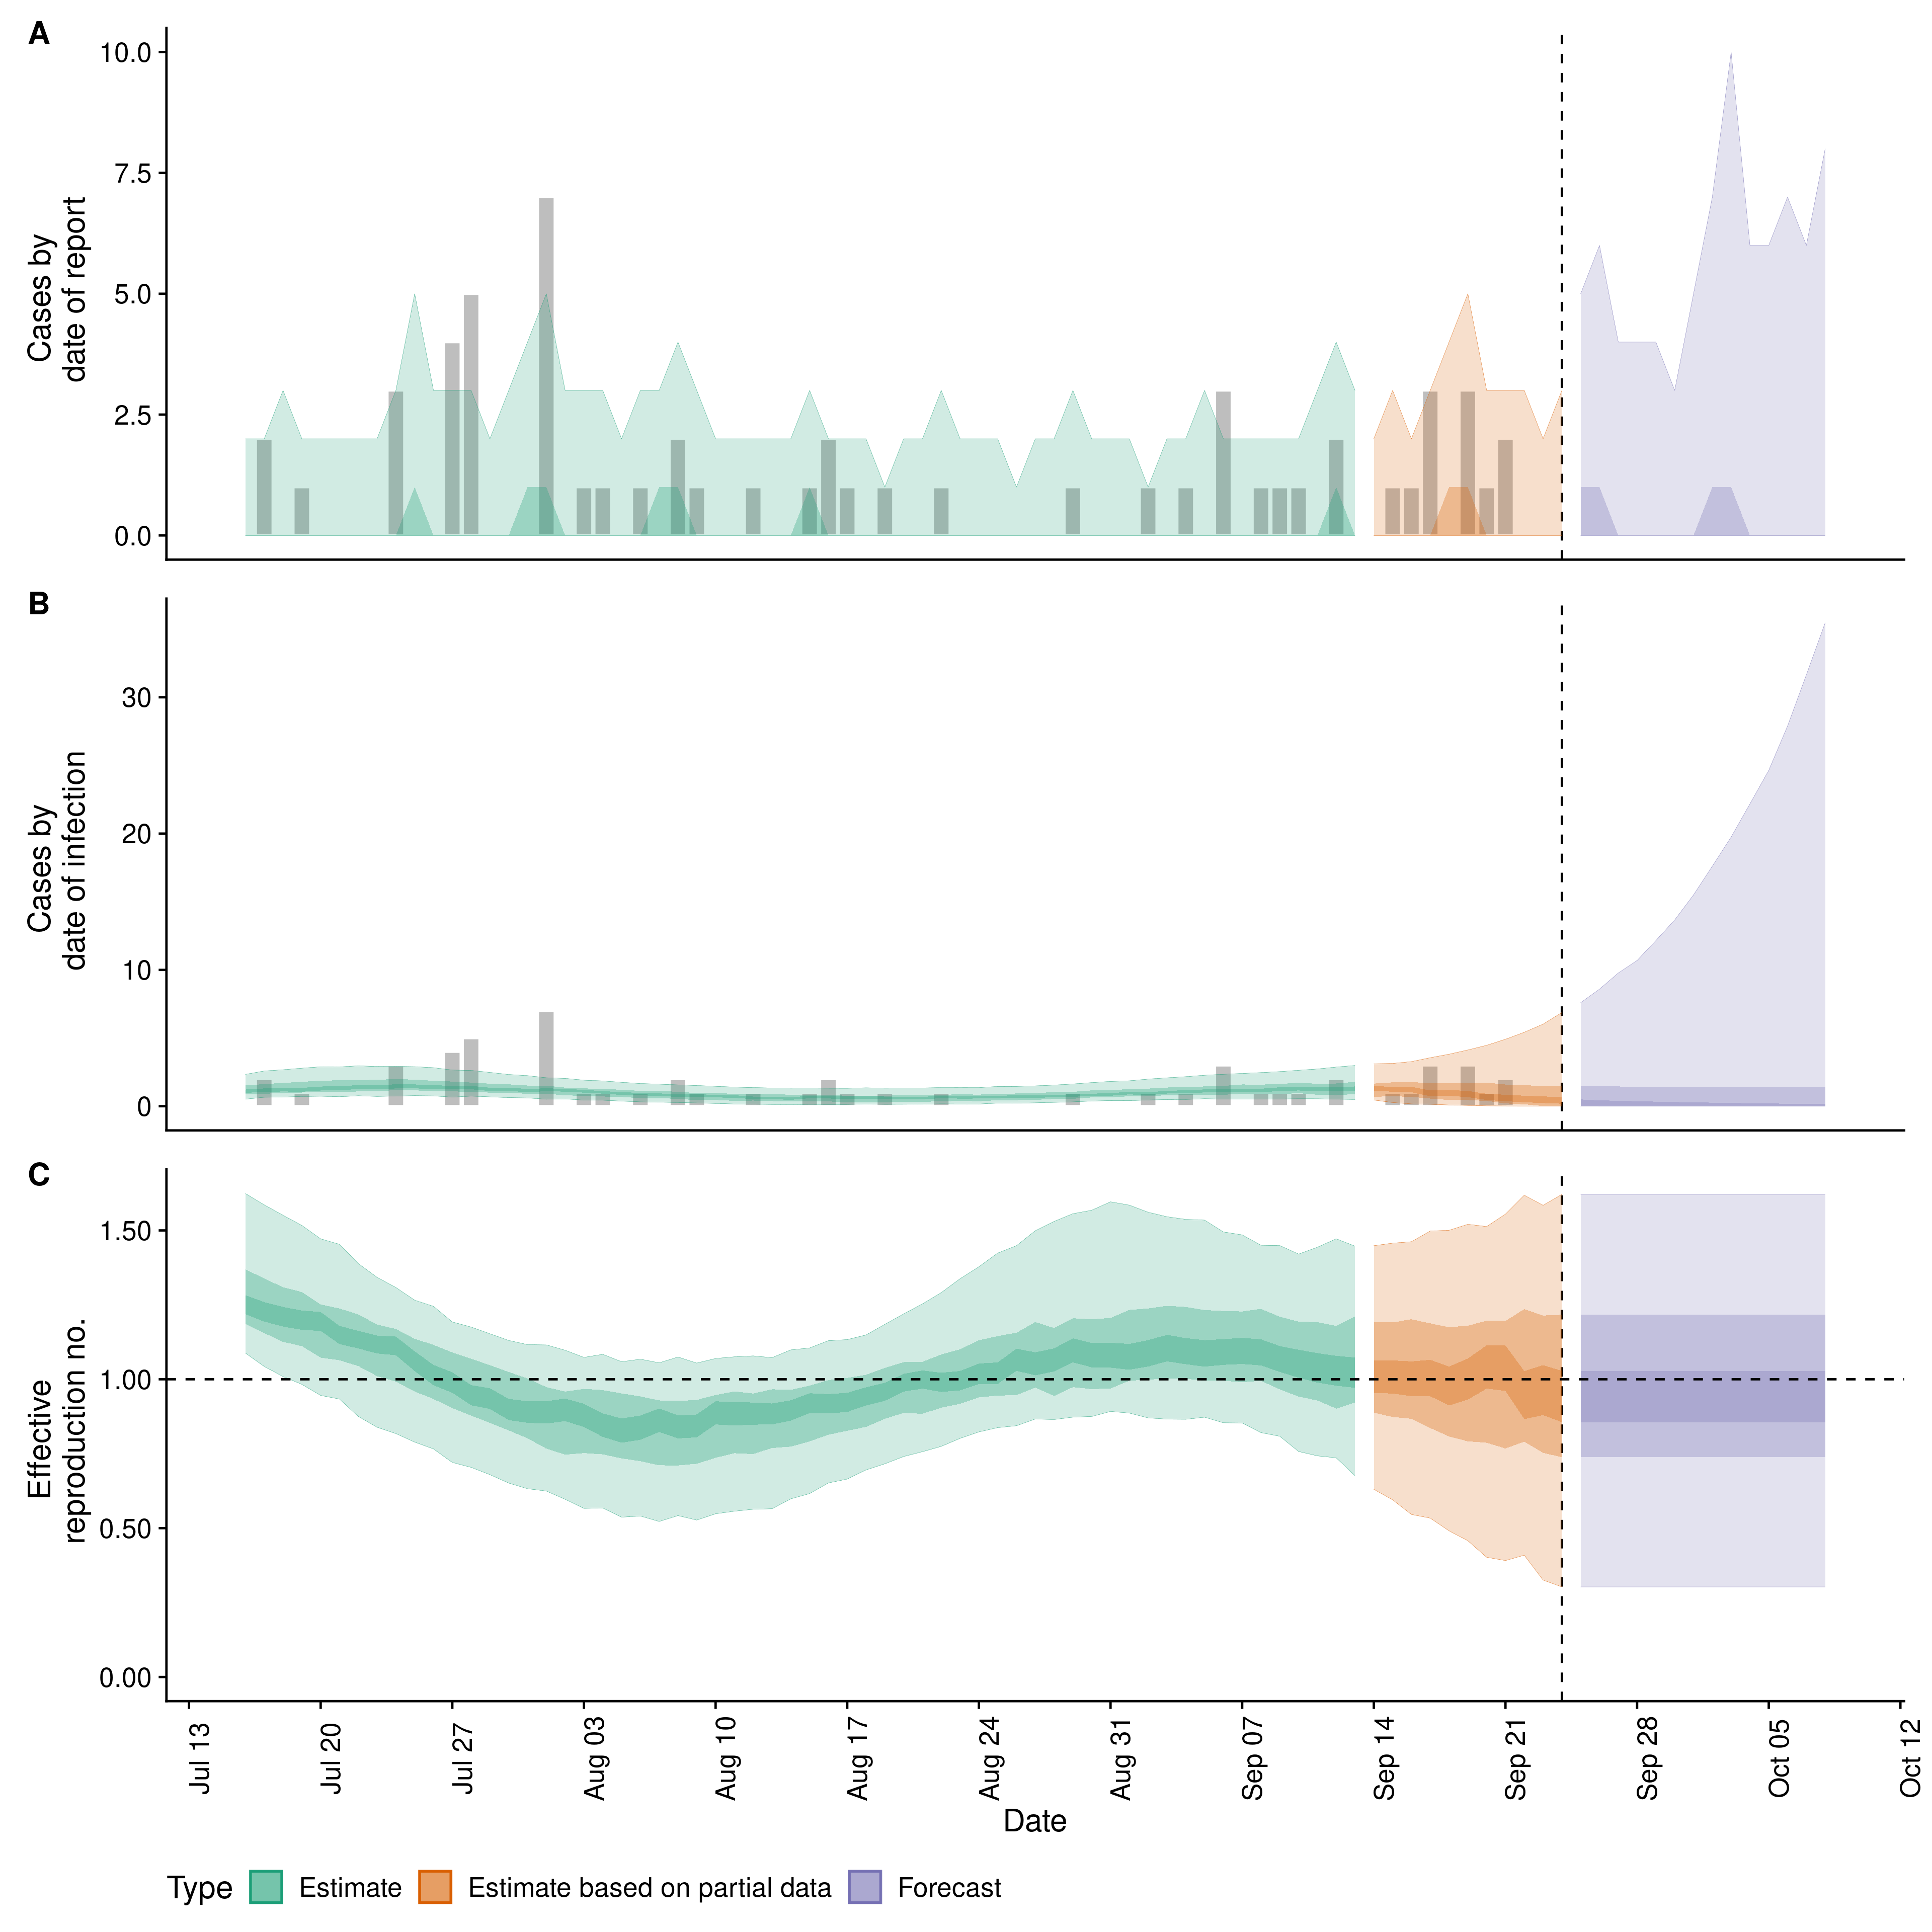 A
Cases by
date of report
10.0
7.5
5.0
2.5
0.0
B
Cases by
date of infection
30
20
10
0
C
Effective
reproduction no.
1.50
1.00
0.50
0.00
Jul 13
Jul 20
Jul 27
Aug 03
Aug 10
Aug 17
Aug 24
Aug 31
Sep 07
Sep 14
Sep 21
Sep 28
Oct 05
Oct 12
Date
Type Estimate Estimate based on partial data Forecast